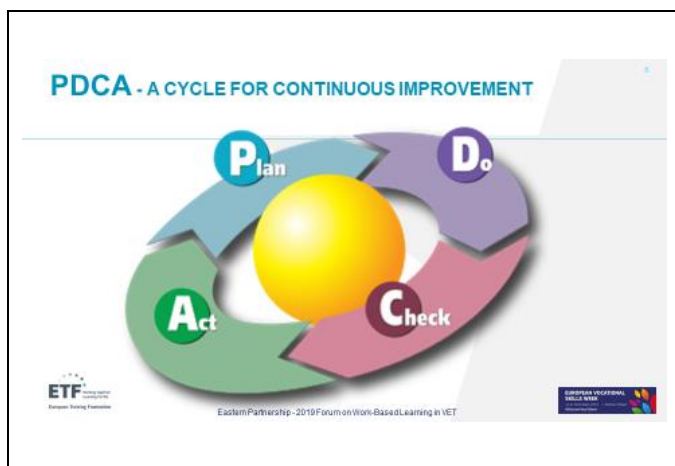 PDCA - A CYCLE FOR CONTINUOUS IMPROVEMENT
Plan
Do
Act
Check
ETF
European Training Foundation
Eastern Partnership - 2019 Forum on Work-Based Learning in VET
EUROPEAN VOCATIONAL
SKILLS WEEK